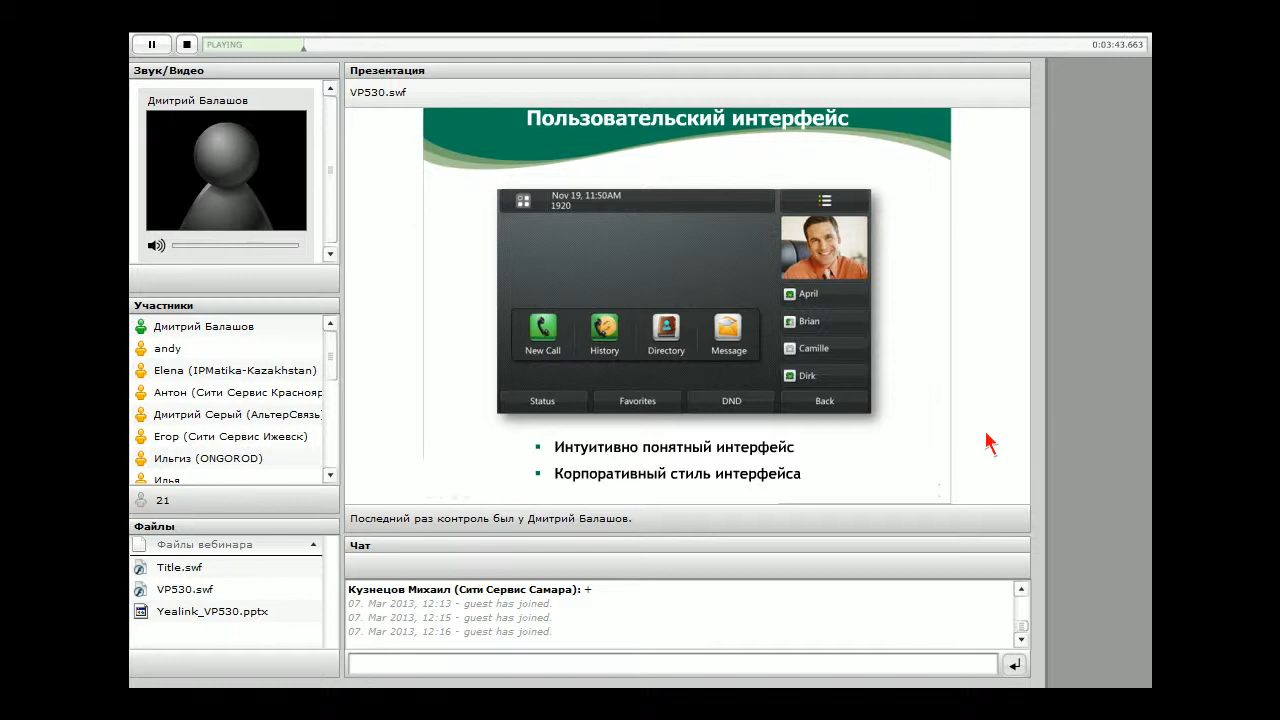 PLAYING
0:03:43.663
Звук/Видео
Дмитрий Балашов
Участники
Дмитрий Балашов
andy
Elena (IPMatika-Kazakhstan)
Антон (Сити Сервис Краснояр
Дмитрий Серый (АльтерСвязь
Егор (Сити Сервис Ижевск)
Ильгиз (ONGOROD)
Илья
21
Файлы
Файлы вебинара
Title.swf
VP530.swf
Yealink_VP530.pptx
Презентация
VP530.swf
Пользовательский интерфейс
Nov 19, 11:50AM
1920
April
Brian
Camille
Dirk
New Call
History
Directory
Message
Status
Favorites
DND
Back
Интуитивно понятный интерфейс
Корпоративный стиль интерфейса
Последний раз контроль был у Дмитрий Балашов.
Чат
Кузнецов Михаил (Сити Сервис Самара): +
07. Mar 2013, 12:13 - guest has joined.
07. Mar 2013, 12:15 - guest has joined.
07. Mar 2013, 12:16 - guest has joined.